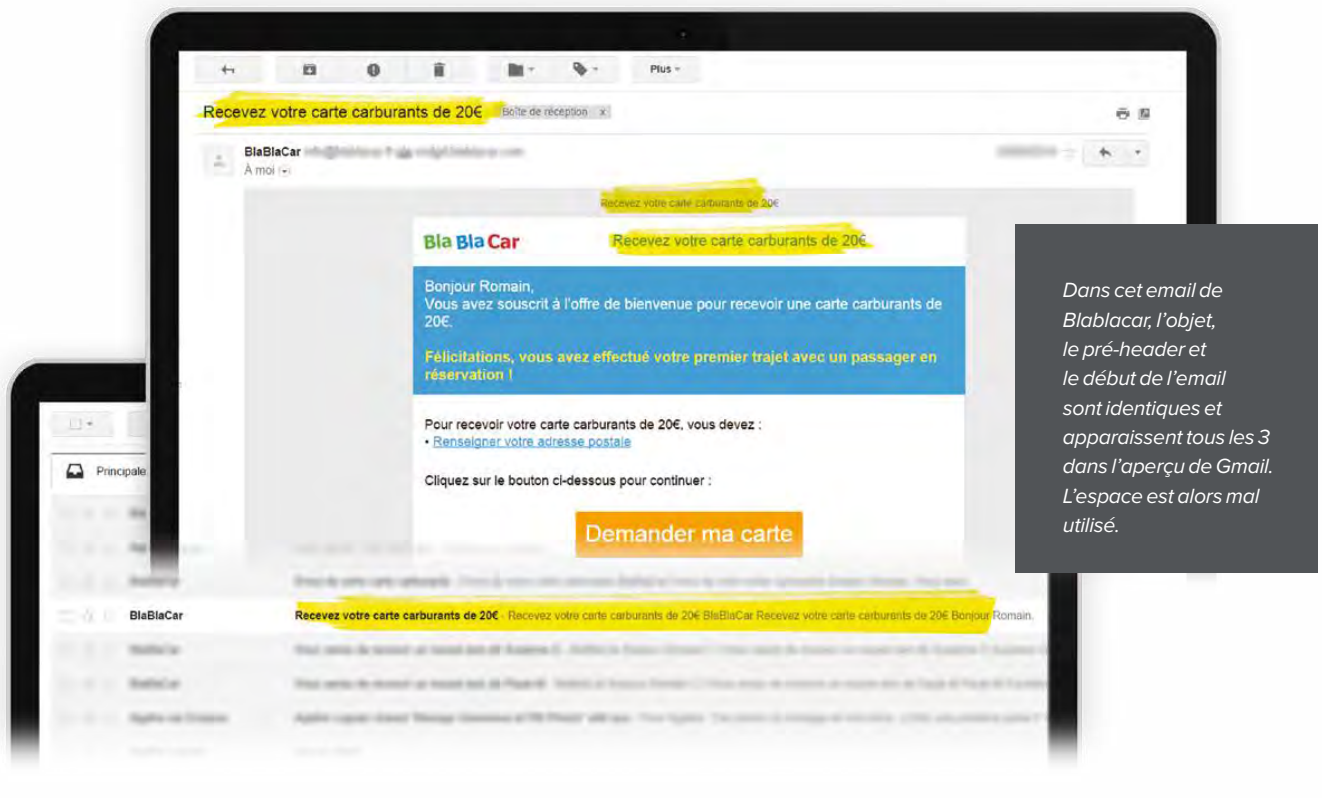 Plus
Recevez votre carte carburants de 20€ Boîte de réception x
BlaBlaCar
À moi
Recevez votre carte carburants de 20€
Bla Bla Car Recevez votre carte carburants de 20€
Bonjour Romain,
Vous avez souscrit à l'offre de bienvenue pour recevoir une carte carburants de
20€.
Félicitations, vous avez effectué votre premier trajet avec un passager en
réservation !
Pour recevoir votre carte carburants de 20€, vous devez :
• Renseigner votre adresse postale
Cliquez sur le bouton ci-dessous pour continuer :
Demander ma carte
Dans cet email de
Blablacar, l'objet,
le pré-header et
le début de l'email
sont identiques et
apparaissent tous les 3
dans l'aperçu de Gmail.
L'espace est alors mal
utilisé.
Principale
BlaBlaCar Recevez votre carte carburants de 20€ - Recevez votre carte carburants de 20€ BlaBlaCar Recevez votre carte carburants de 20€ Bonjour Romain.